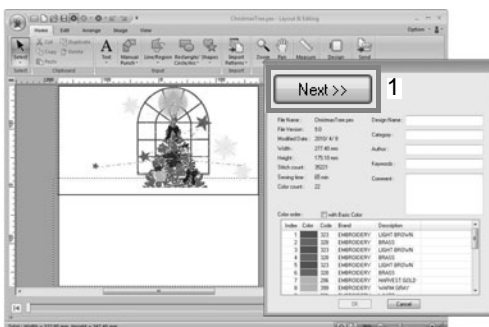 ChristmasTree.pes - Layout & Editing
Home Edit Arrange Image View
Option
Select
Cut Duplicate
Copy Delete
Paste
Text
Manual Punch
Line/Region
Rectangle/ Circle/Arc
Shapes
Import Patterns
Zoom
Pan
Measure
Design
Send
Select Clipboard Input Import
Next >> 1
File Name : ChristmasTree.pes
File Version : 9.0
Modified Date : 2010/ 4/ 9
Width : 277.40 mm
Height : 175.10 mm
Stitch count : 36221
Sewing time : 65 min
Color count : 22
Design Name :
Category :
Author :
Keywords :
Comment :
Color order : with Basic Color
Index Color Code Brand Description
1 323 EMBROIDERY LIGHT BROWN
2 328 EMBROIDERY BRASS
3 323 EMBROIDERY LIGHT BROWN
4 328 EMBROIDERY BRASS
5 323 EMBROIDERY LIGHT BROWN
6 328 EMBROIDERY BRASS
7 206 EMBROIDERY HARVEST GOLD
8 399 EMBROIDERY WARM GRAY
OK Cancel